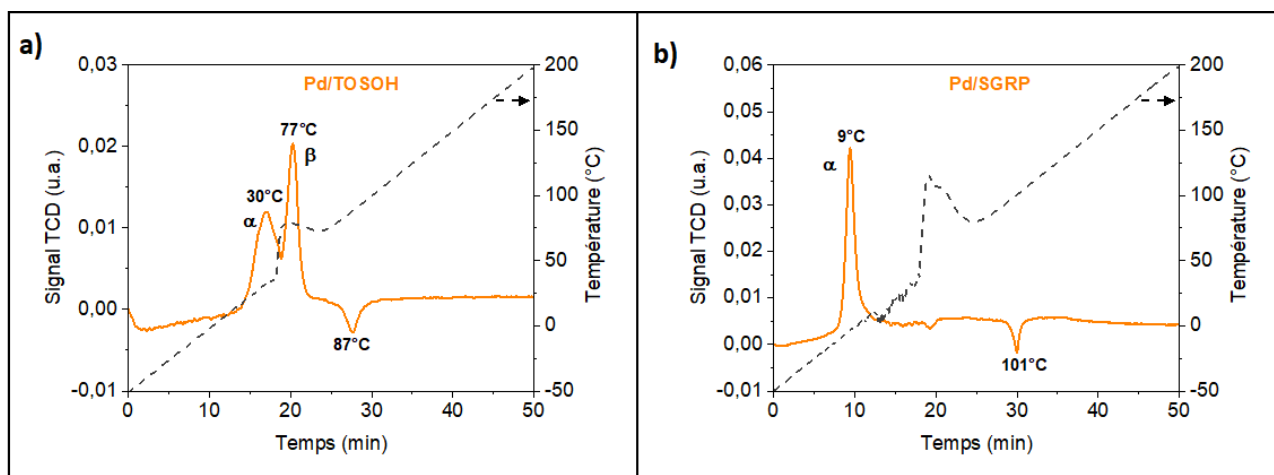 a)
Pd/TOSOH
Signal TCD (u.a.)
0,03
0,02
0,01
0,00
-0,01
200
150
100
50
0
-50
Température (°C)
77°C
β
30°C
α
87°C
0 10 20 30 40 50
Temps (min)
b)
Pd/SGRP
Signal TCD (u.a.)
0,06
0,05
0,04
0,03
0,02
0,01
0,00
-0,01
200
150
100
50
0
-50
Température (°C)
9°C
α
101°C
0 10 20 30 40 50
Temps (min)